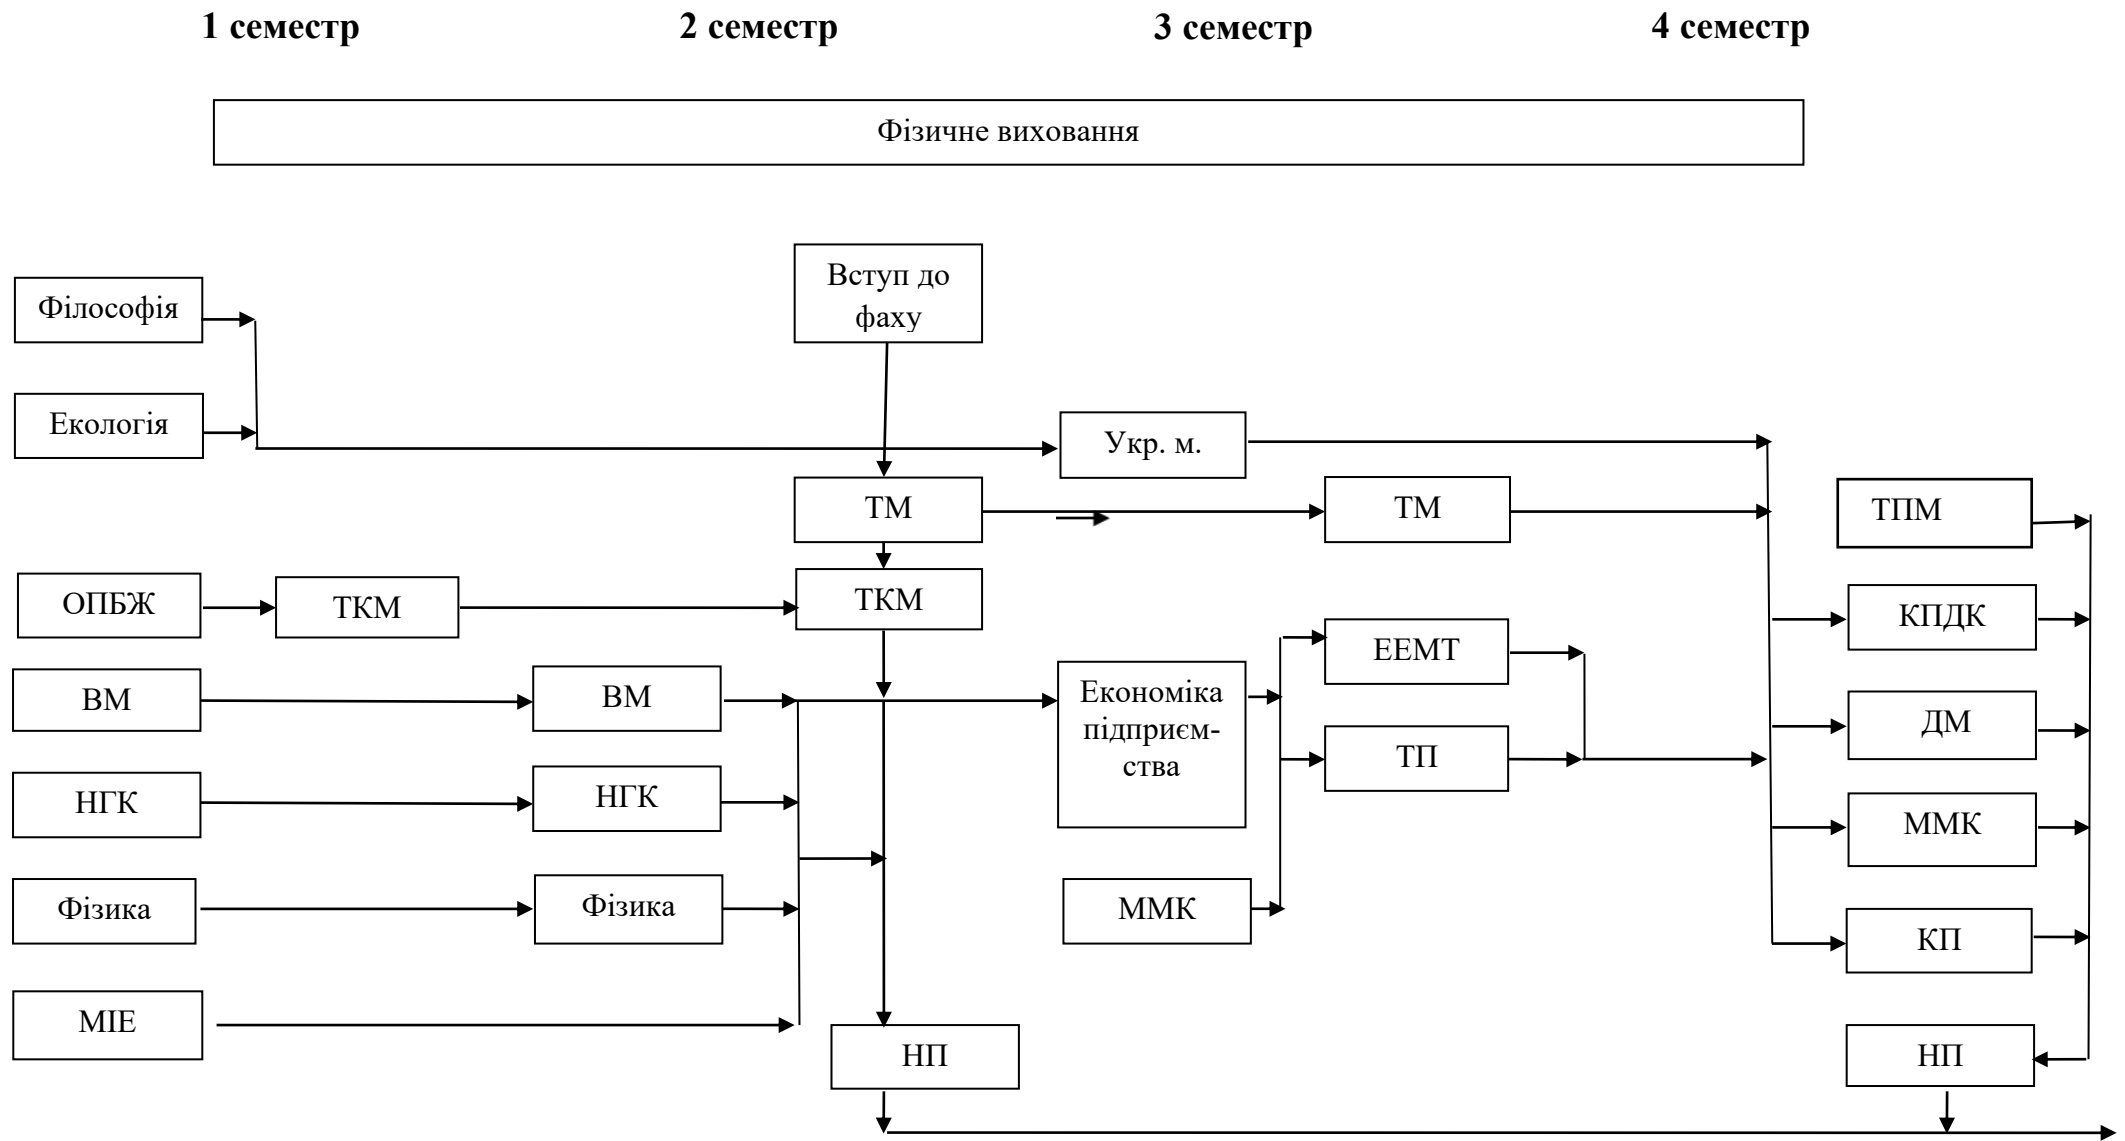 1 семестр
2 семестр
3 семестр
4 семестр
Фізичне виховання
Вступ до
фаху
Філософія
Екологія
Укр. м.
ТМ
ТМ
ТПМ
ОПБЖ
ТКМ
ТКМ
ЕЕМТ
КПДК
ВМ
ВМ
Економіка
підприєм-
ства
ТП
ДМ
НГК
НГК
ММК
Фізика
Фізика
ММК
КП
МІЕ
НП
НП